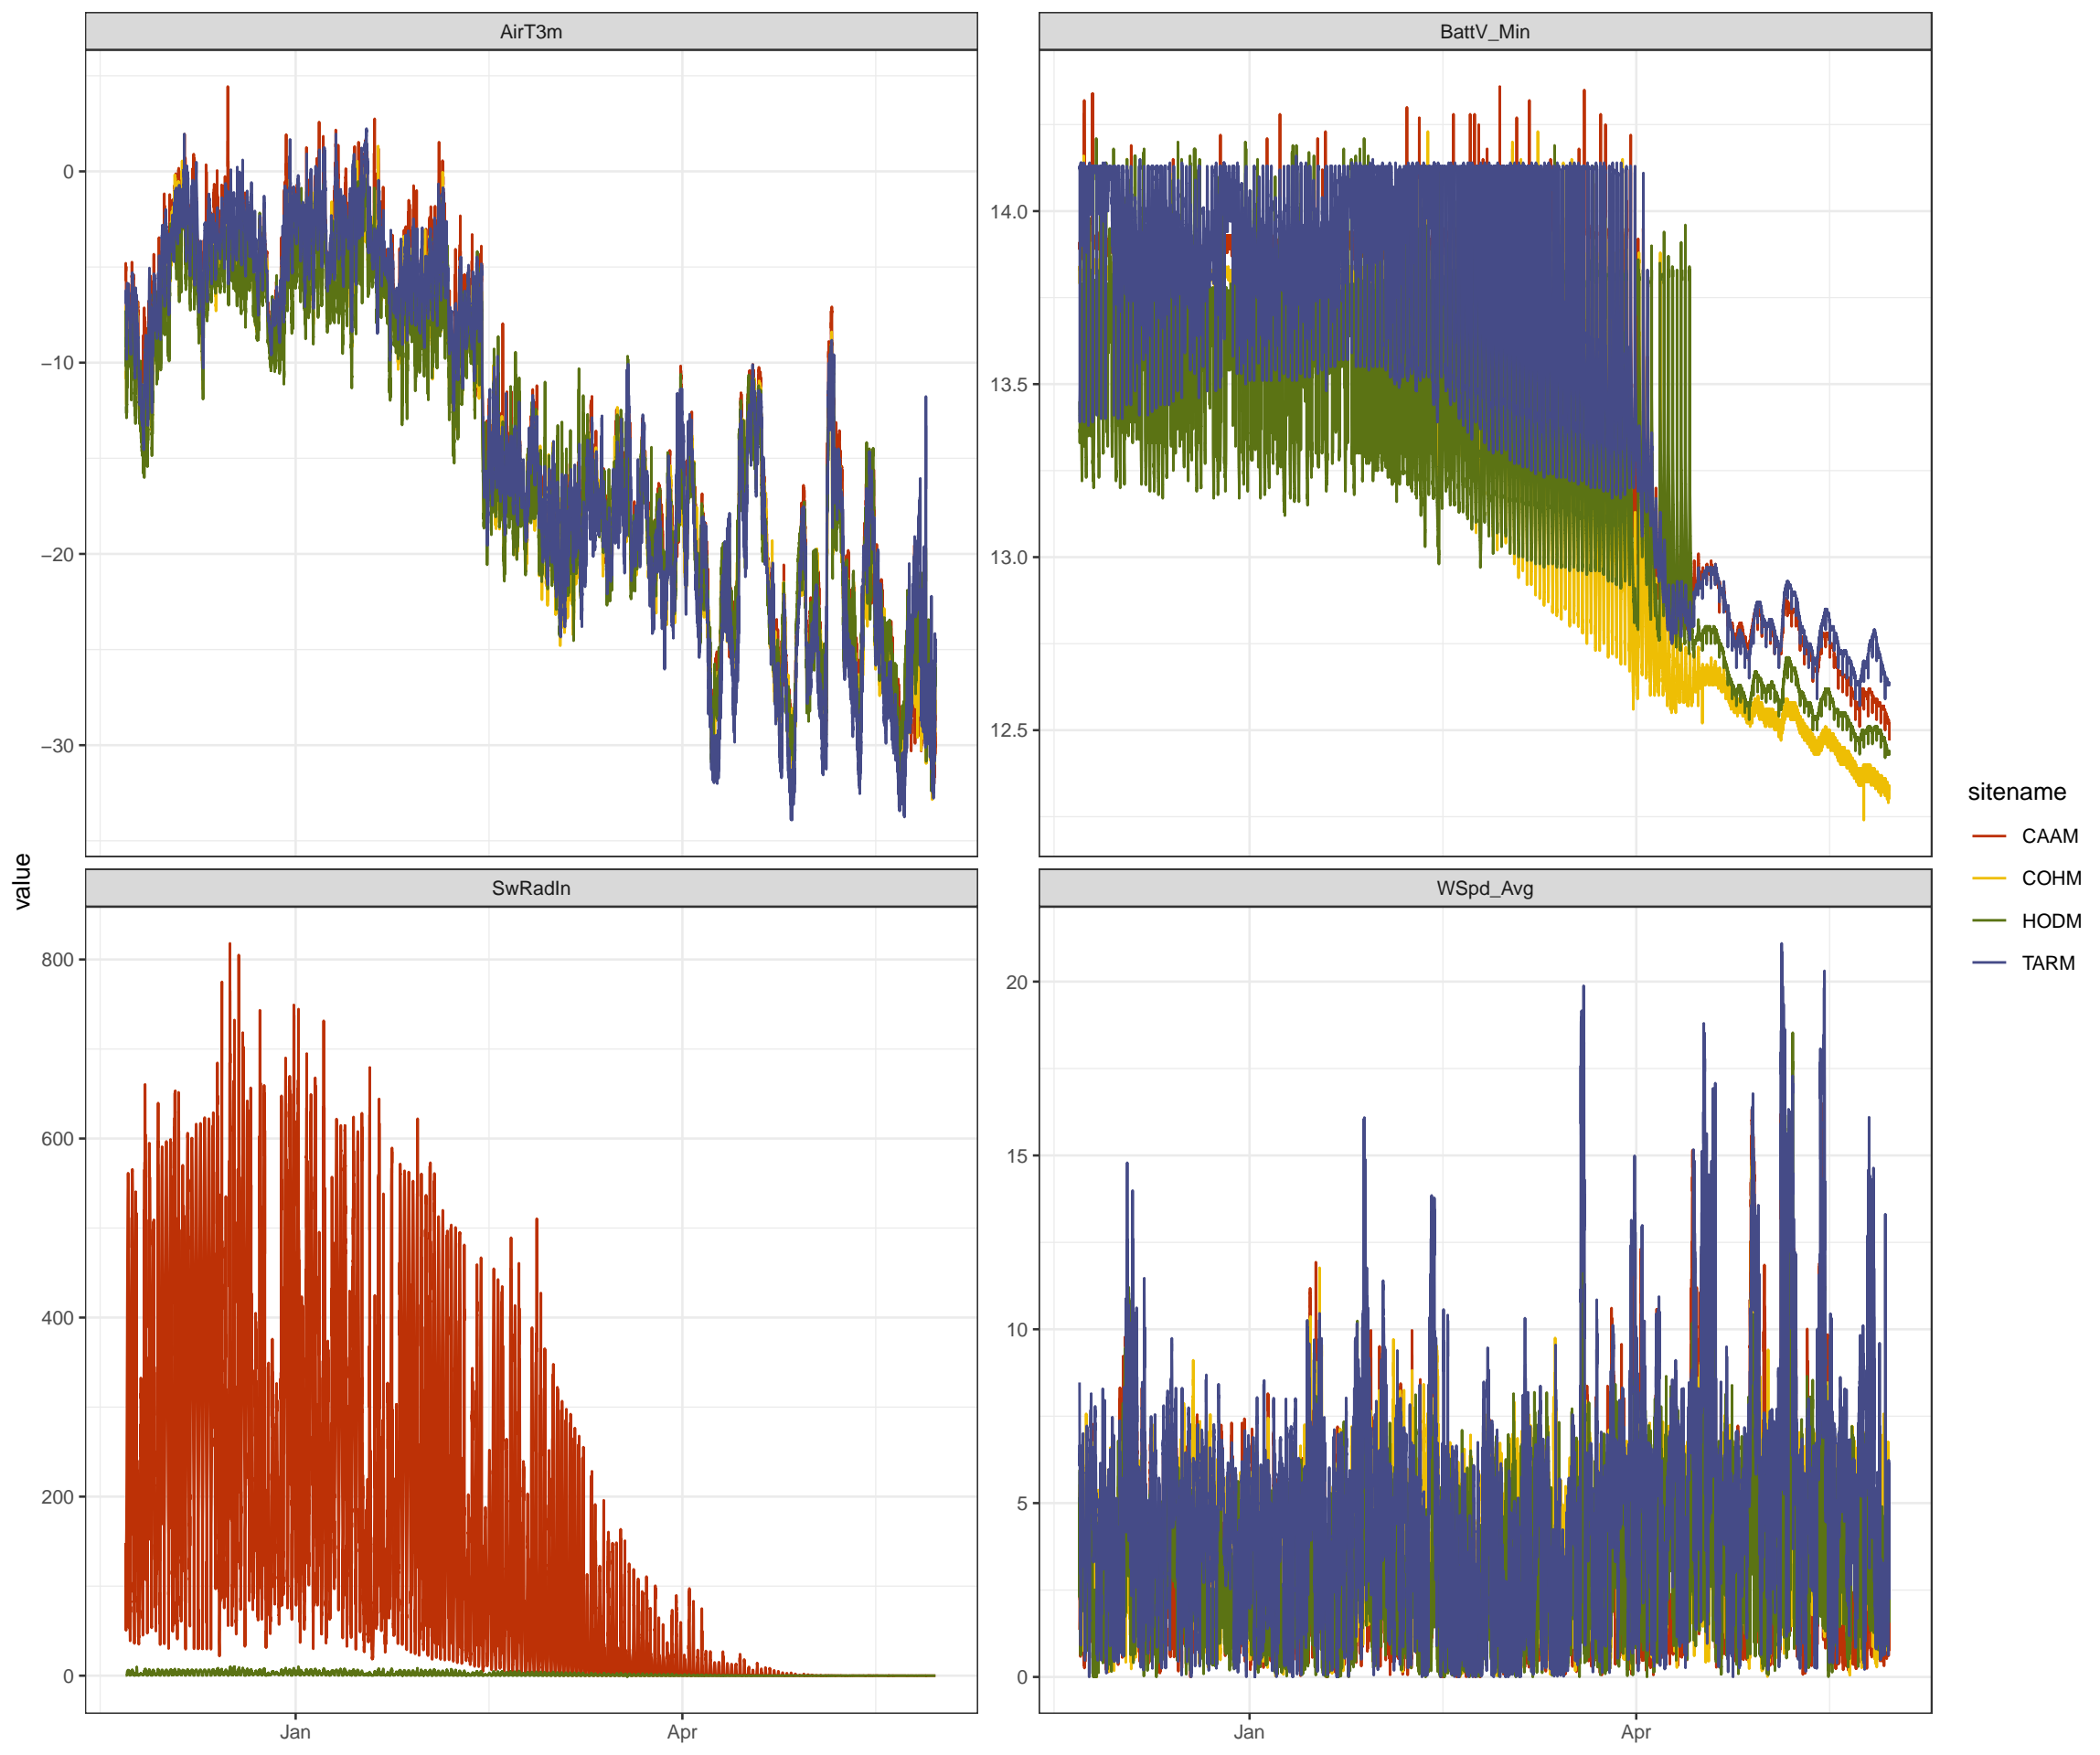 AirT3m
BattV_Min
0
−10
−20
−30
14.0
13.5
13.0
12.5
value
SwRadIn
WSpd_Avg
800
600
400
200
0
20
15
10
5
0
Jan
Apr
Jan
Apr
sitename
CAAM
COHM
HODM
TARM